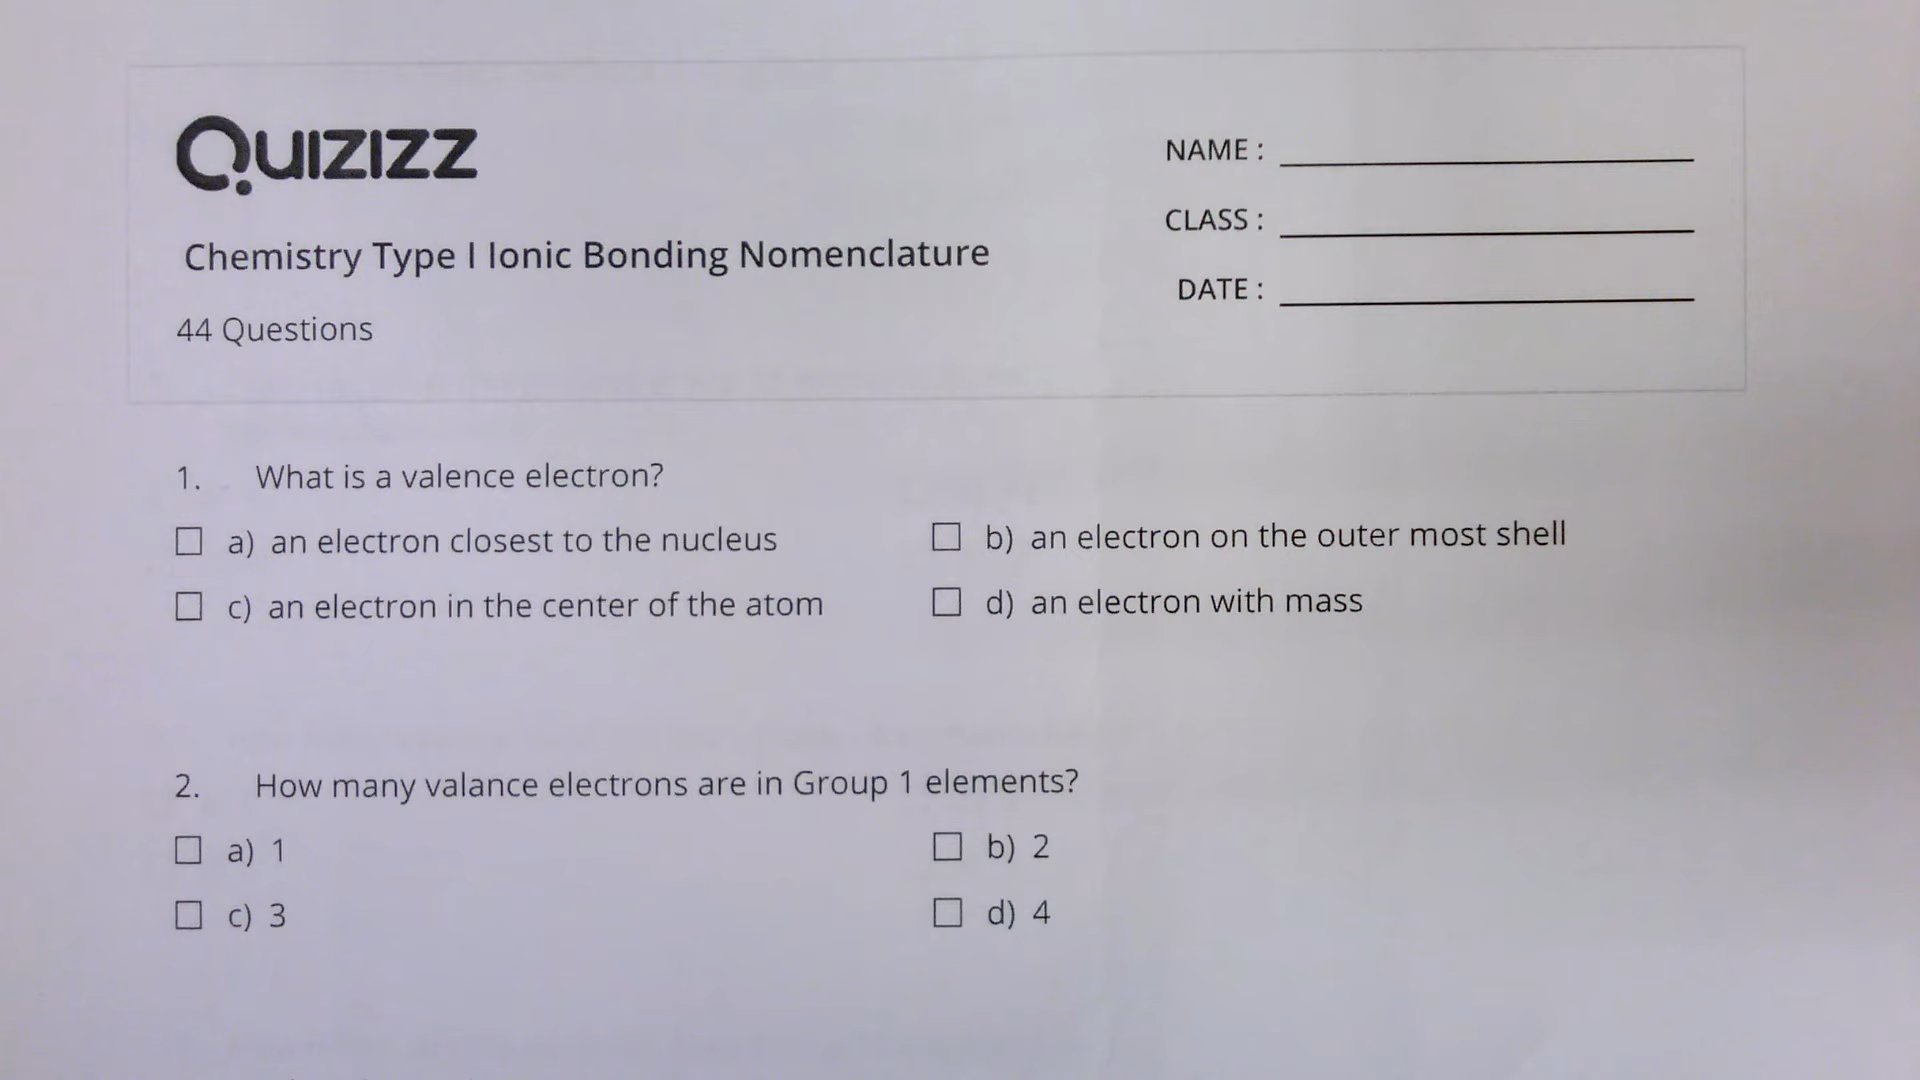 Quizizz
NAME :
CLASS :
Chemistry Type I Ionic Bonding Nomenclature
DATE :
44 Questions
1. What is a valence electron?
a) an electron closest to the nucleus
b) an electron on the outer most shell
c) an electron in the center of the atom
d) an electron with mass
2. How many valance electrons are in Group 1 elements?
a) 1
b) 2
c) 3
d) 4